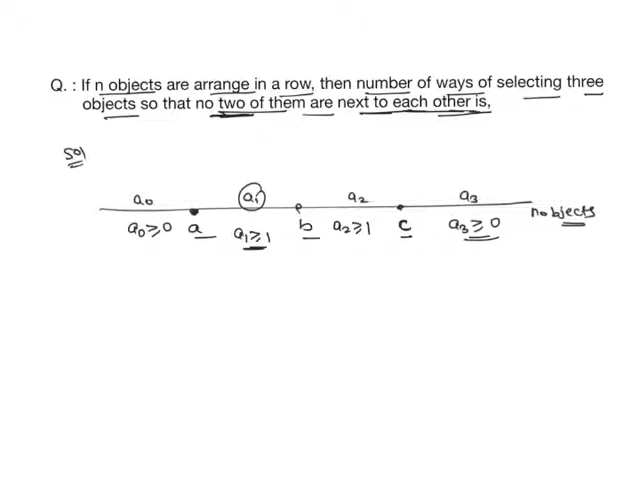 Q. : If n objects are arrange in a row, then number of ways of selecting three
objects so that no two of them are next to each other is,
Sol
a₀ a₁ a₂ a₃
n objects
a₀≥0 a a₁≥1 b a₂≥1 c a₃≥0